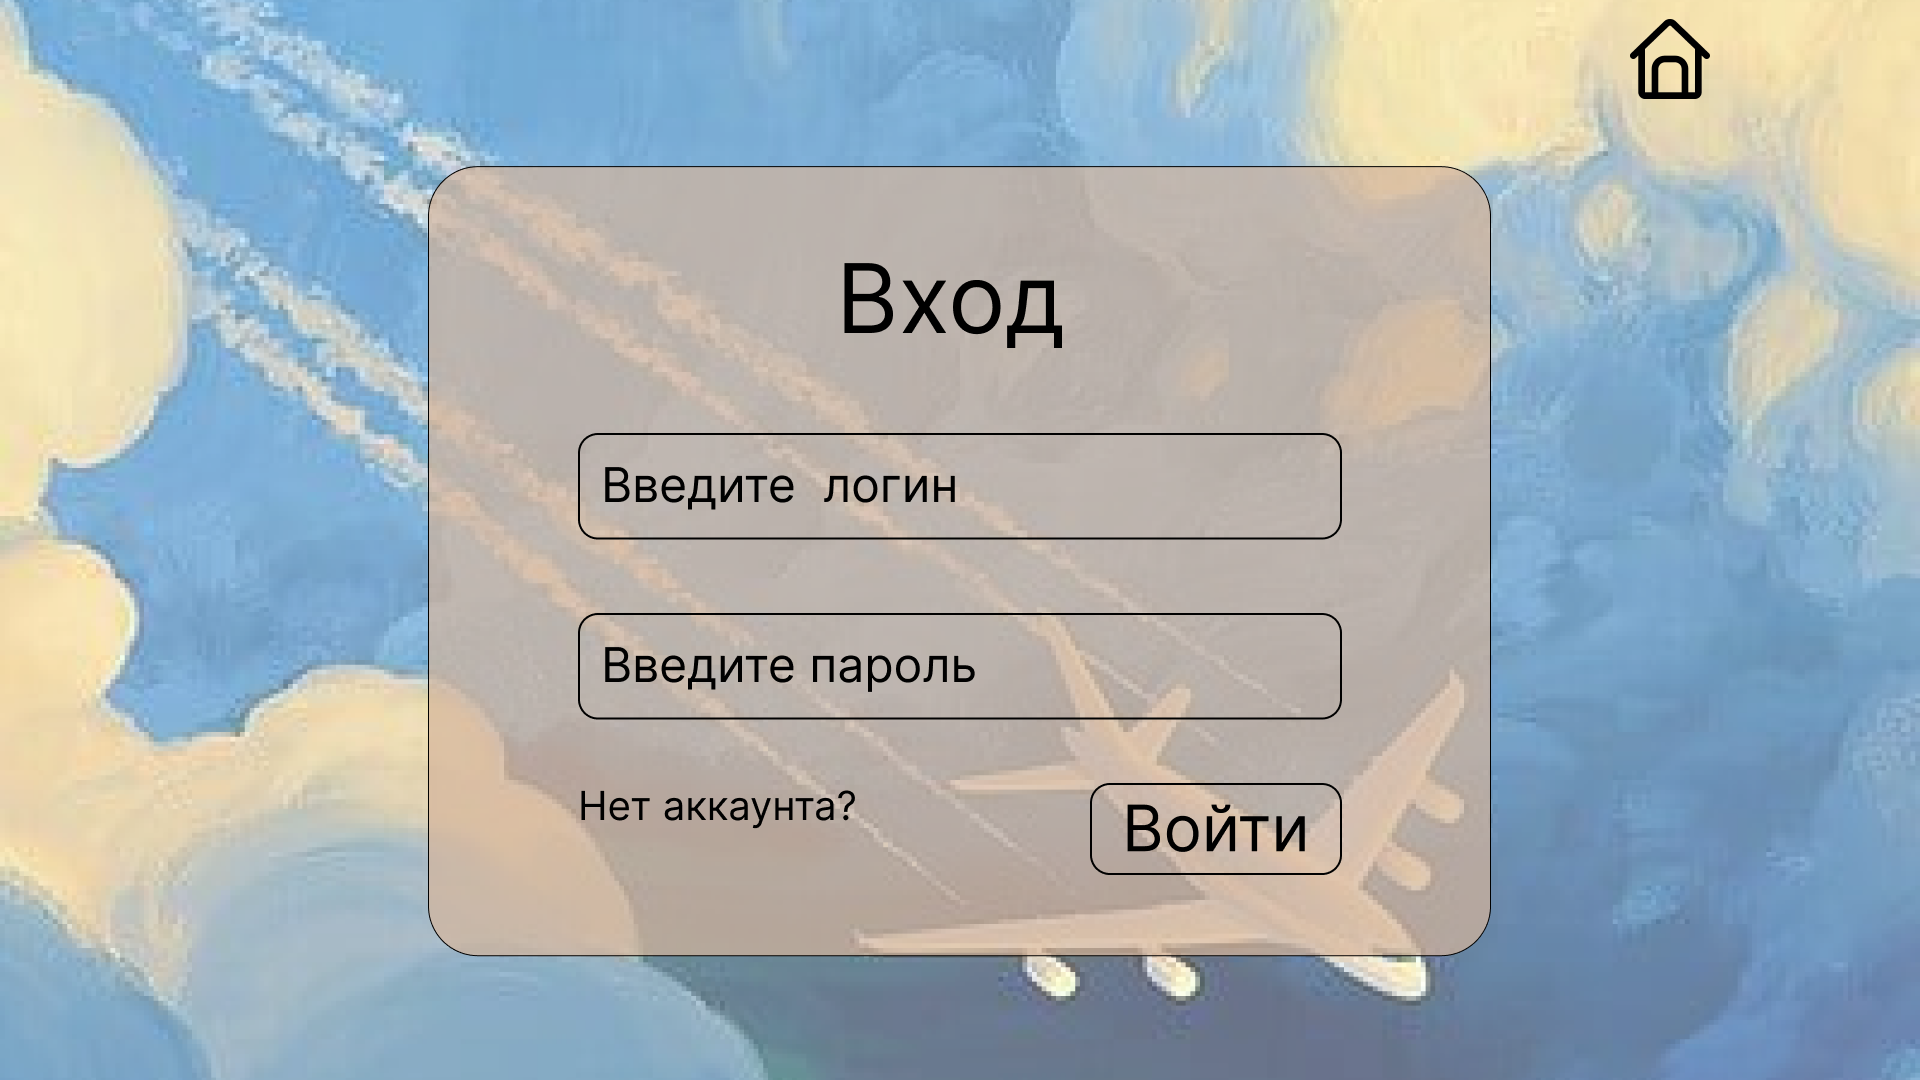 Вход
Введите  логин
Введите пароль
Нет аккаунта?
Войти